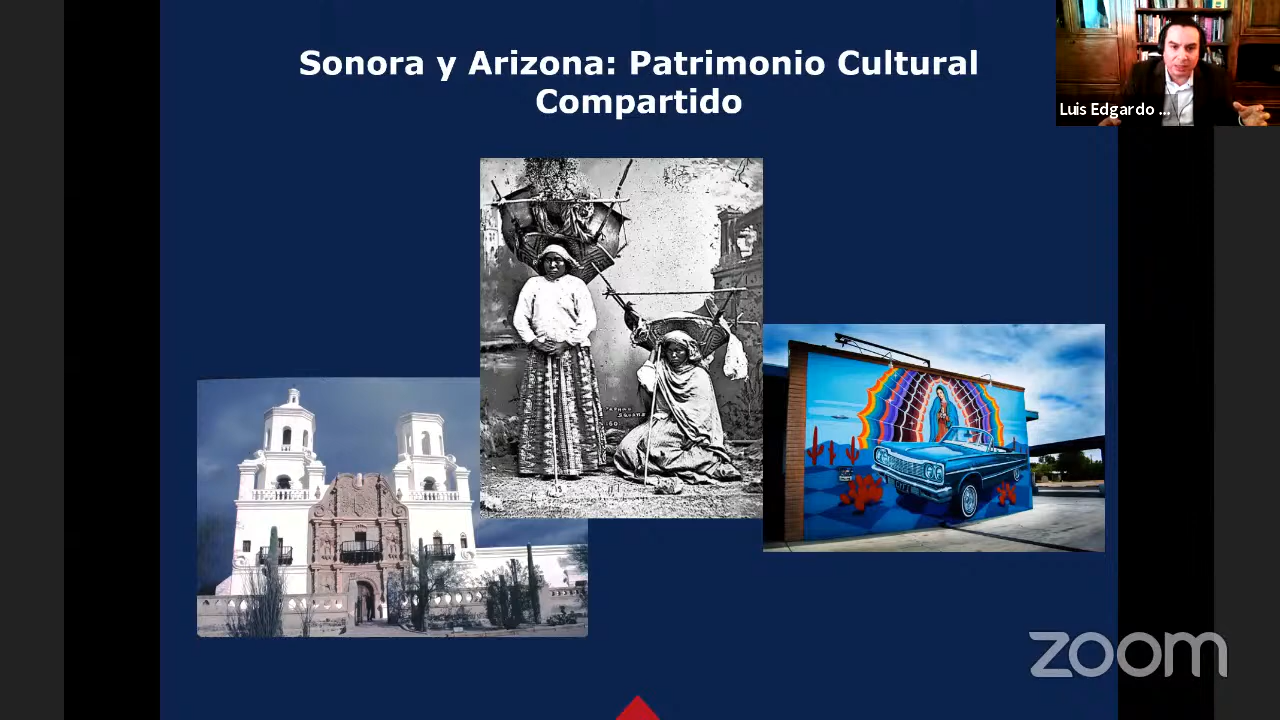 Sonora y Arizona: Patrimonio Cultural
Compartido
Luis Edgardo ...
zoom